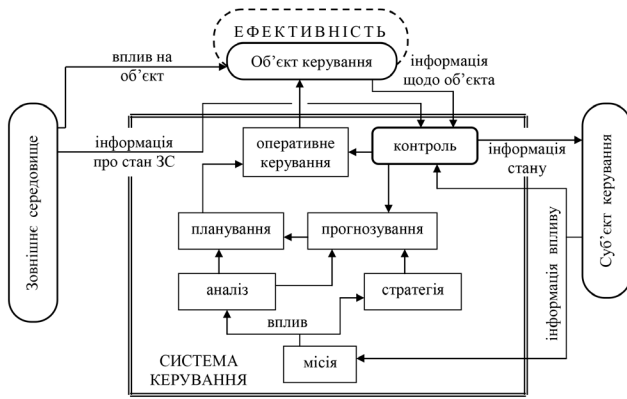 ЕФЕКТИВНІСТЬ
Об’єкт керування
вплив на
об’єкт
інформація
щодо об’єкта
Зовнішнє середовище
інформація
про стан ЗС
оперативне
керування
контроль
інформація
стану
Суб’єкт керування
планування
прогнозування
інформація впливу
аналіз
стратегія
вплив
місія
СИСТЕМА
КЕРУВАННЯ